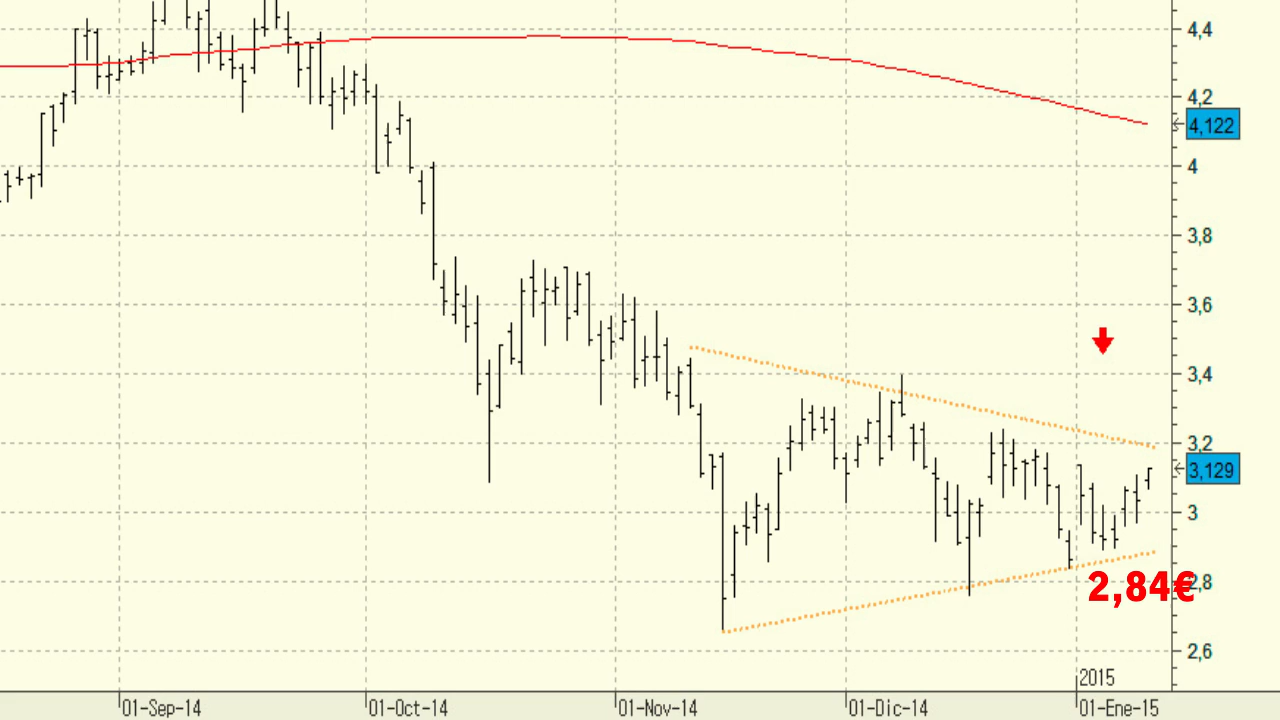 4,4
4,2
4,122
4
3,8
3,6
3,4
3,2
3,129
3
2,8
2,84€
2,6
2015
01-Sep-14
01-Oct-14
01-Nov-14
01-Dic-14
01-Ene-15